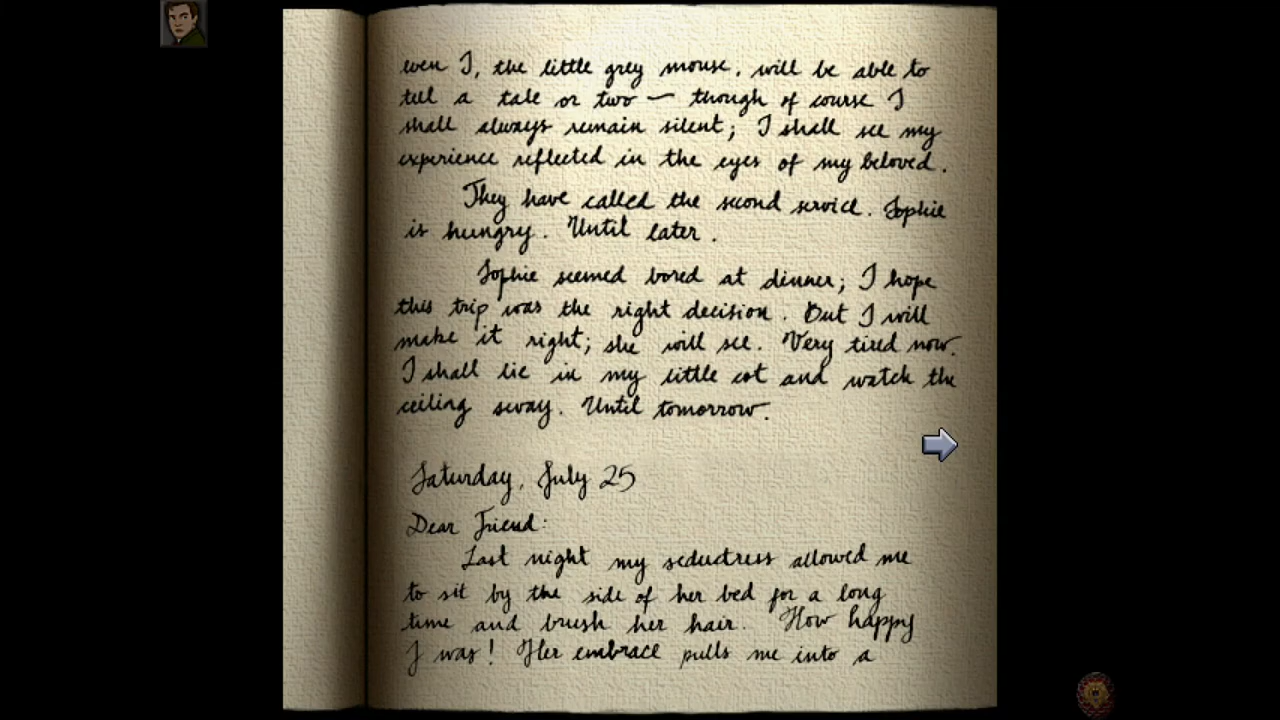 even I, the little grey mouse, will be able to
tell a tale or two — though of course I
shall always remain silent; I shall see my
experience reflected in the eyes of my beloved.
They have called the second service. Sophie
is hungry. Until later.
Sophie seemed bored at dinner; I hope
this trip was the right decision. But I will
make it right; she will see. Very tired now.
I shall lie in my little cot and watch the
ceiling sway. Until tomorrow.
Saturday, July 25
Dear Friend:
Last night my seductress allowed me
to sit by the side of her bed for a long
time and brush her hair. How happy
I was! Her embrace pulls me into a